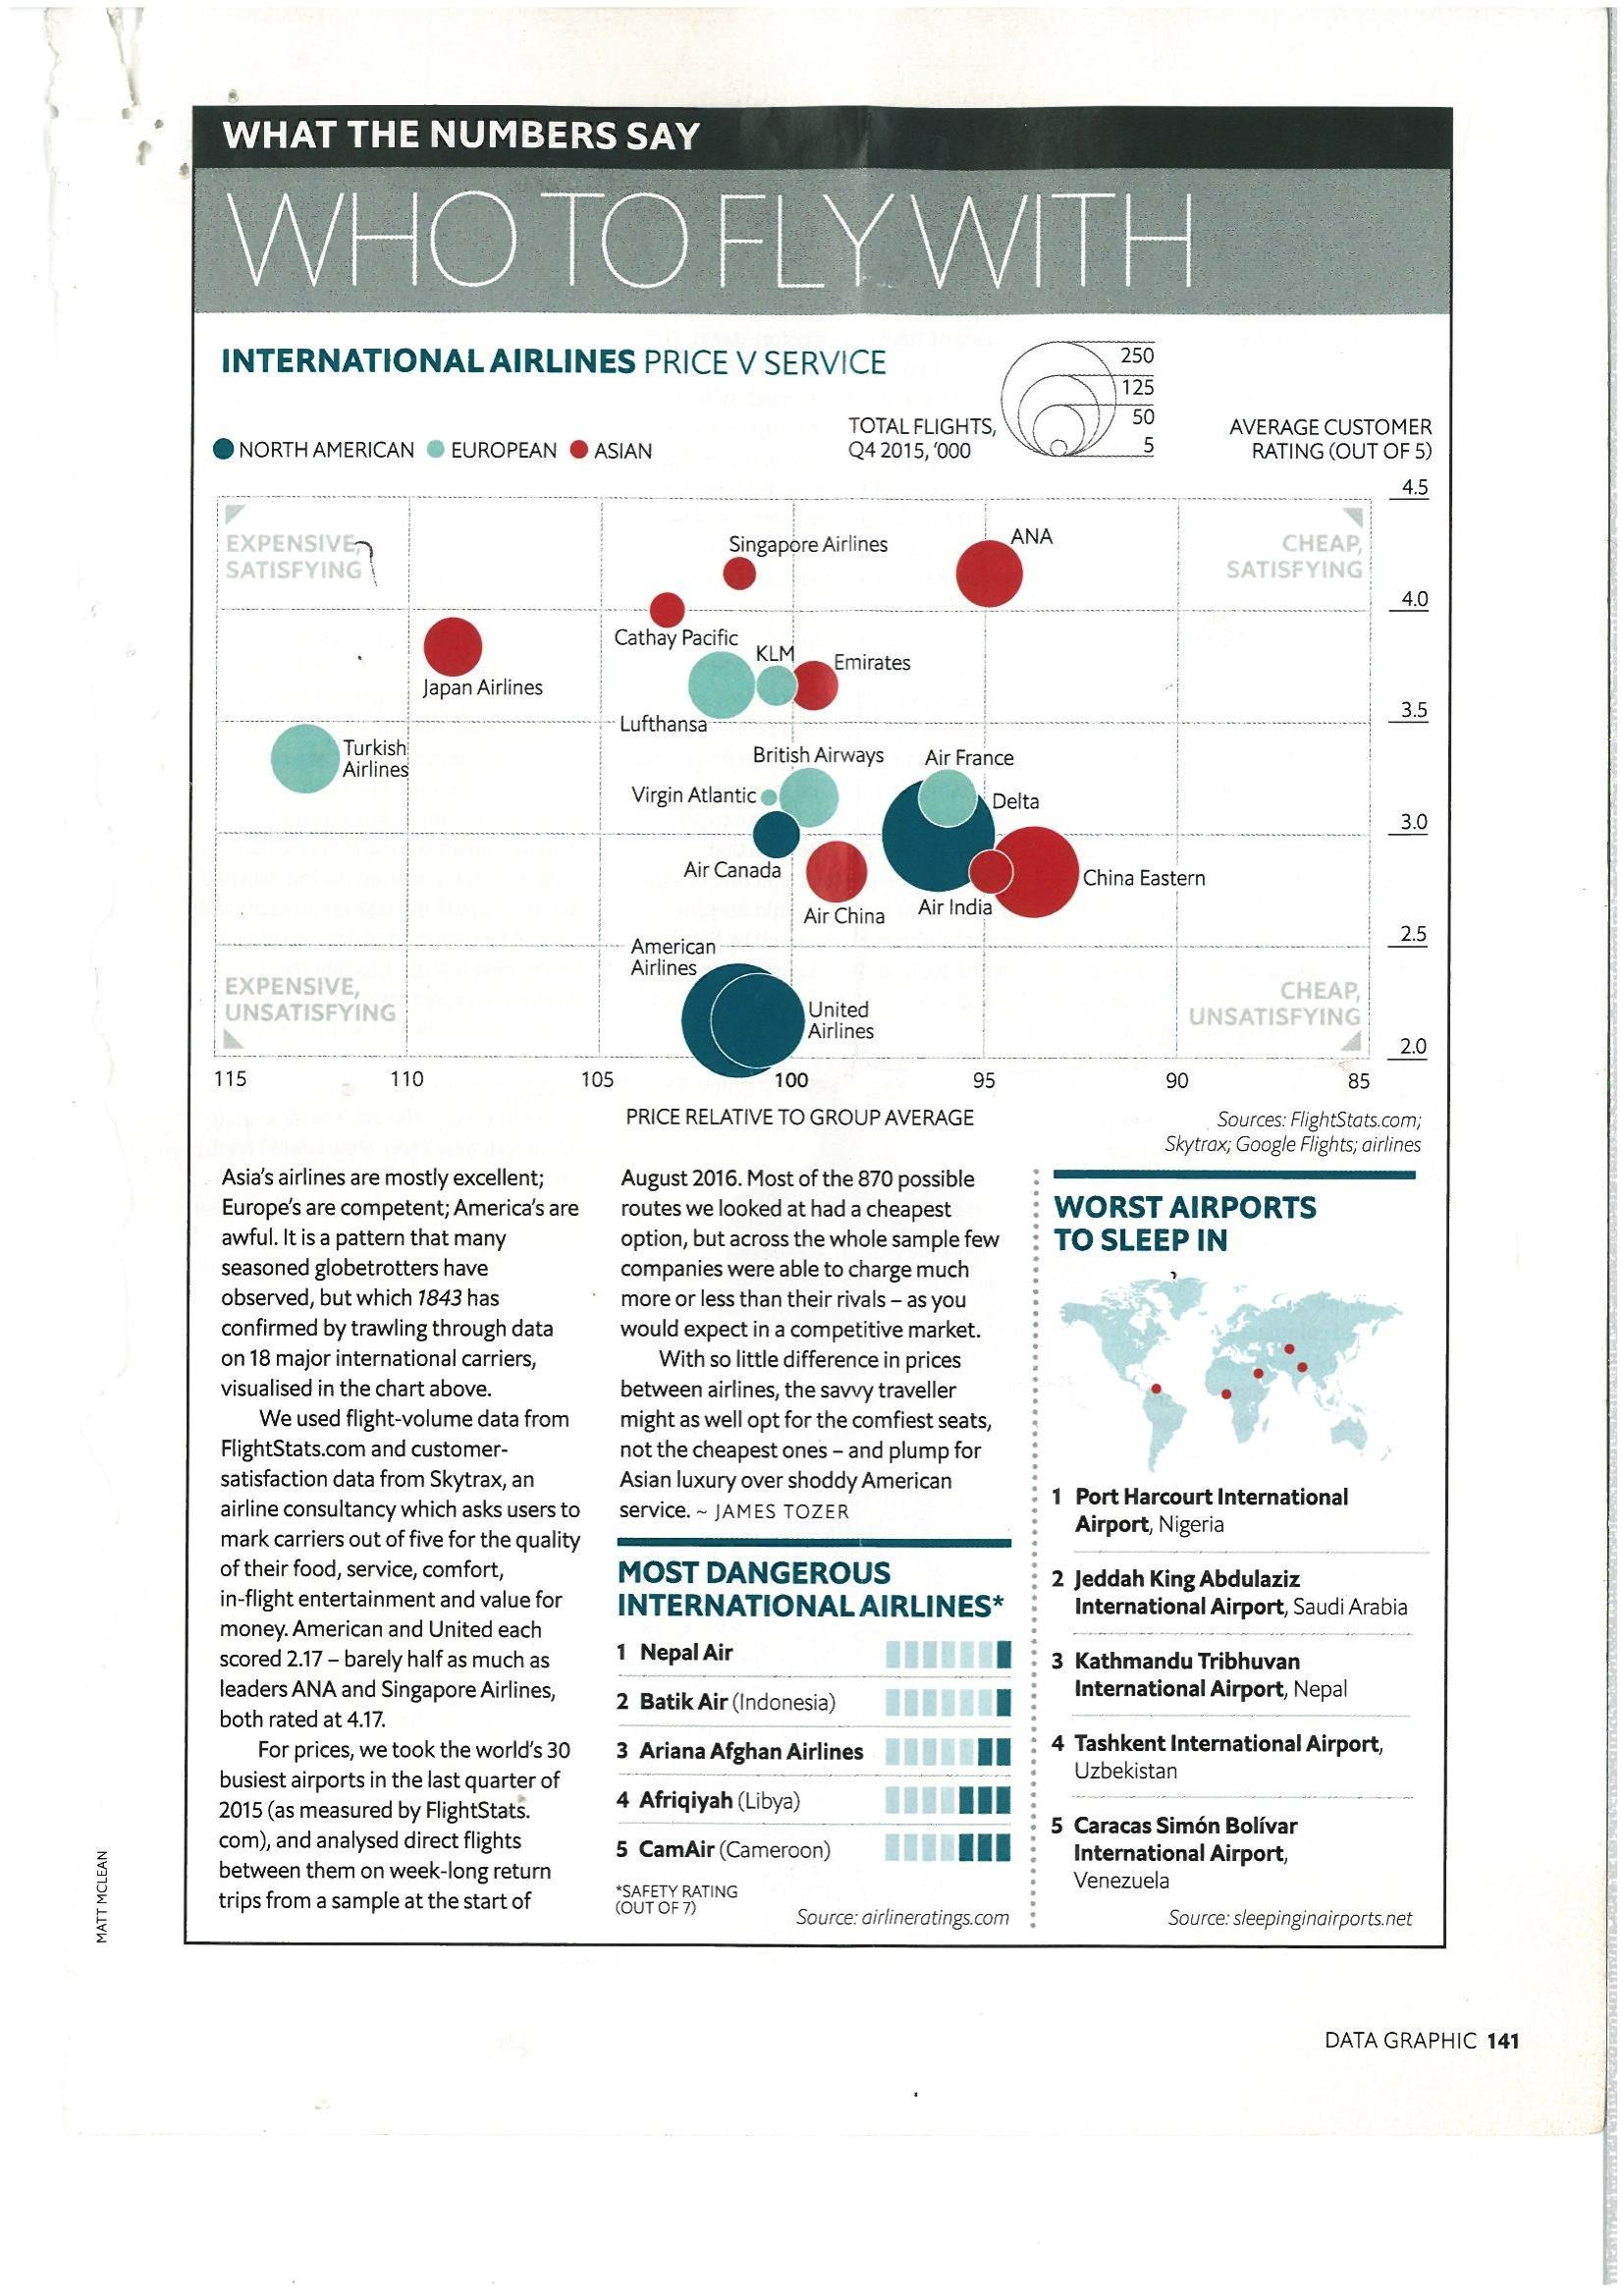 WHAT THE NUMBERS SAY
WHO TO FLY WITH
INTERNATIONAL AIRLINES PRICE V SERVICE
NORTH AMERICAN EUROPEAN ASIAN
TOTAL FLIGHTS,
Q4 2015, '000
250
125
50
5
AVERAGE CUSTOMER
RATING (OUT OF 5)
4.5
4.0
3.5
3.0
2.5
2.0
EXPENSIVE,
SATISFYING
CHEAP,
SATISFYING
Singapore Airlines
ANA
Cathay Pacific
KLM
Emirates
Japan Airlines
Lufthansa
Turkish
Airlines
British Airways
Air France
Virgin Atlantic
Delta
Air Canada
China Eastern
Air China
Air India
American
Airlines
United
Airlines
EXPENSIVE,
UNSATISFYING
CHEAP,
UNSATISFYING
115 110 105 100 95 90 85
PRICE RELATIVE TO GROUP AVERAGE
Sources: FlightStats.com;
Skytrax; Google Flights; airlines
Asia's airlines are mostly excellent;
Europe's are competent; America's are
awful. It is a pattern that many
seasoned globetrotters have
observed, but which 1843 has
confirmed by trawling through data
on 18 major international carriers,
visualised in the chart above.
We used flight-volume data from
FlightStats.com and customer-
satisfaction data from Skytrax, an
airline consultancy which asks users to
mark carriers out of five for the quality
of their food, service, comfort,
in-flight entertainment and value for
money. American and United each
scored 2.17 – barely half as much as
leaders ANA and Singapore Airlines,
both rated at 4.17.
For prices, we took the world's 30
busiest airports in the last quarter of
2015 (as measured by FlightStats.
com), and analysed direct flights
between them on week-long return
trips from a sample at the start of
August 2016. Most of the 870 possible
routes we looked at had a cheapest
option, but across the whole sample few
companies were able to charge much
more or less than their rivals – as you
would expect in a competitive market.
With so little difference in prices
between airlines, the savvy traveller
might as well opt for the comfiest seats,
not the cheapest ones – and plump for
Asian luxury over shoddy American
service. ~ JAMES TOZER
MOST DANGEROUS
INTERNATIONAL AIRLINES*
1 Nepal Air
2 Batik Air (Indonesia)
3 Ariana Afghan Airlines
4 Afriqiyah (Libya)
5 CamAir (Cameroon)
*SAFETY RATING
(OUT OF 7)
Source: airlineratings.com
WORST AIRPORTS
TO SLEEP IN
1 Port Harcourt International
Airport, Nigeria
2 Jeddah King Abdulaziz
International Airport, Saudi Arabia
3 Kathmandu Tribhuvan
International Airport, Nepal
4 Tashkent International Airport,
Uzbekistan
5 Caracas Simón Bolívar
International Airport,
Venezuela
Source: sleepinginairports.net
MATT MCLEAN
DATA GRAPHIC 141